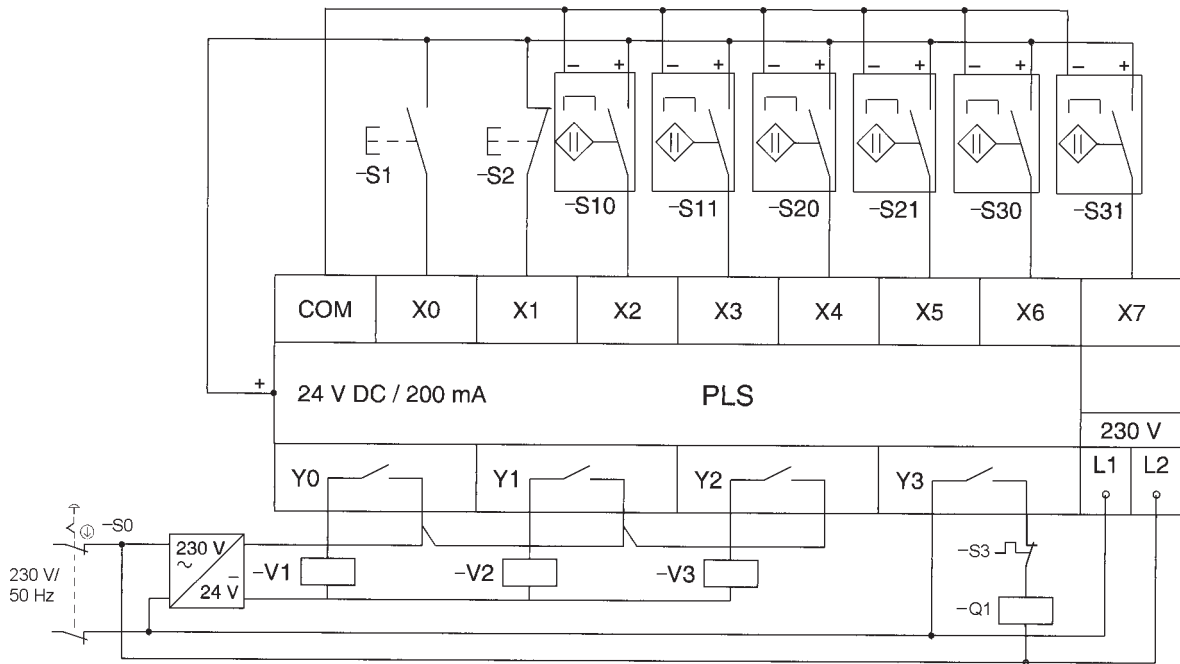 − + − + − + − + − + − +
−S1
−S2
−S10
−S11
−S20
−S21
−S30
−S31
COM X0 X1 X2 X3 X4 X5 X6 X7
+ 24 V DC / 200 mA PLS
230 V
Y0 Y1 Y2 Y3 L1 L2
−S0
230 V
~
−
24 V
−V1
−V2
−V3
−S3
−Q1
230 V/
50 Hz